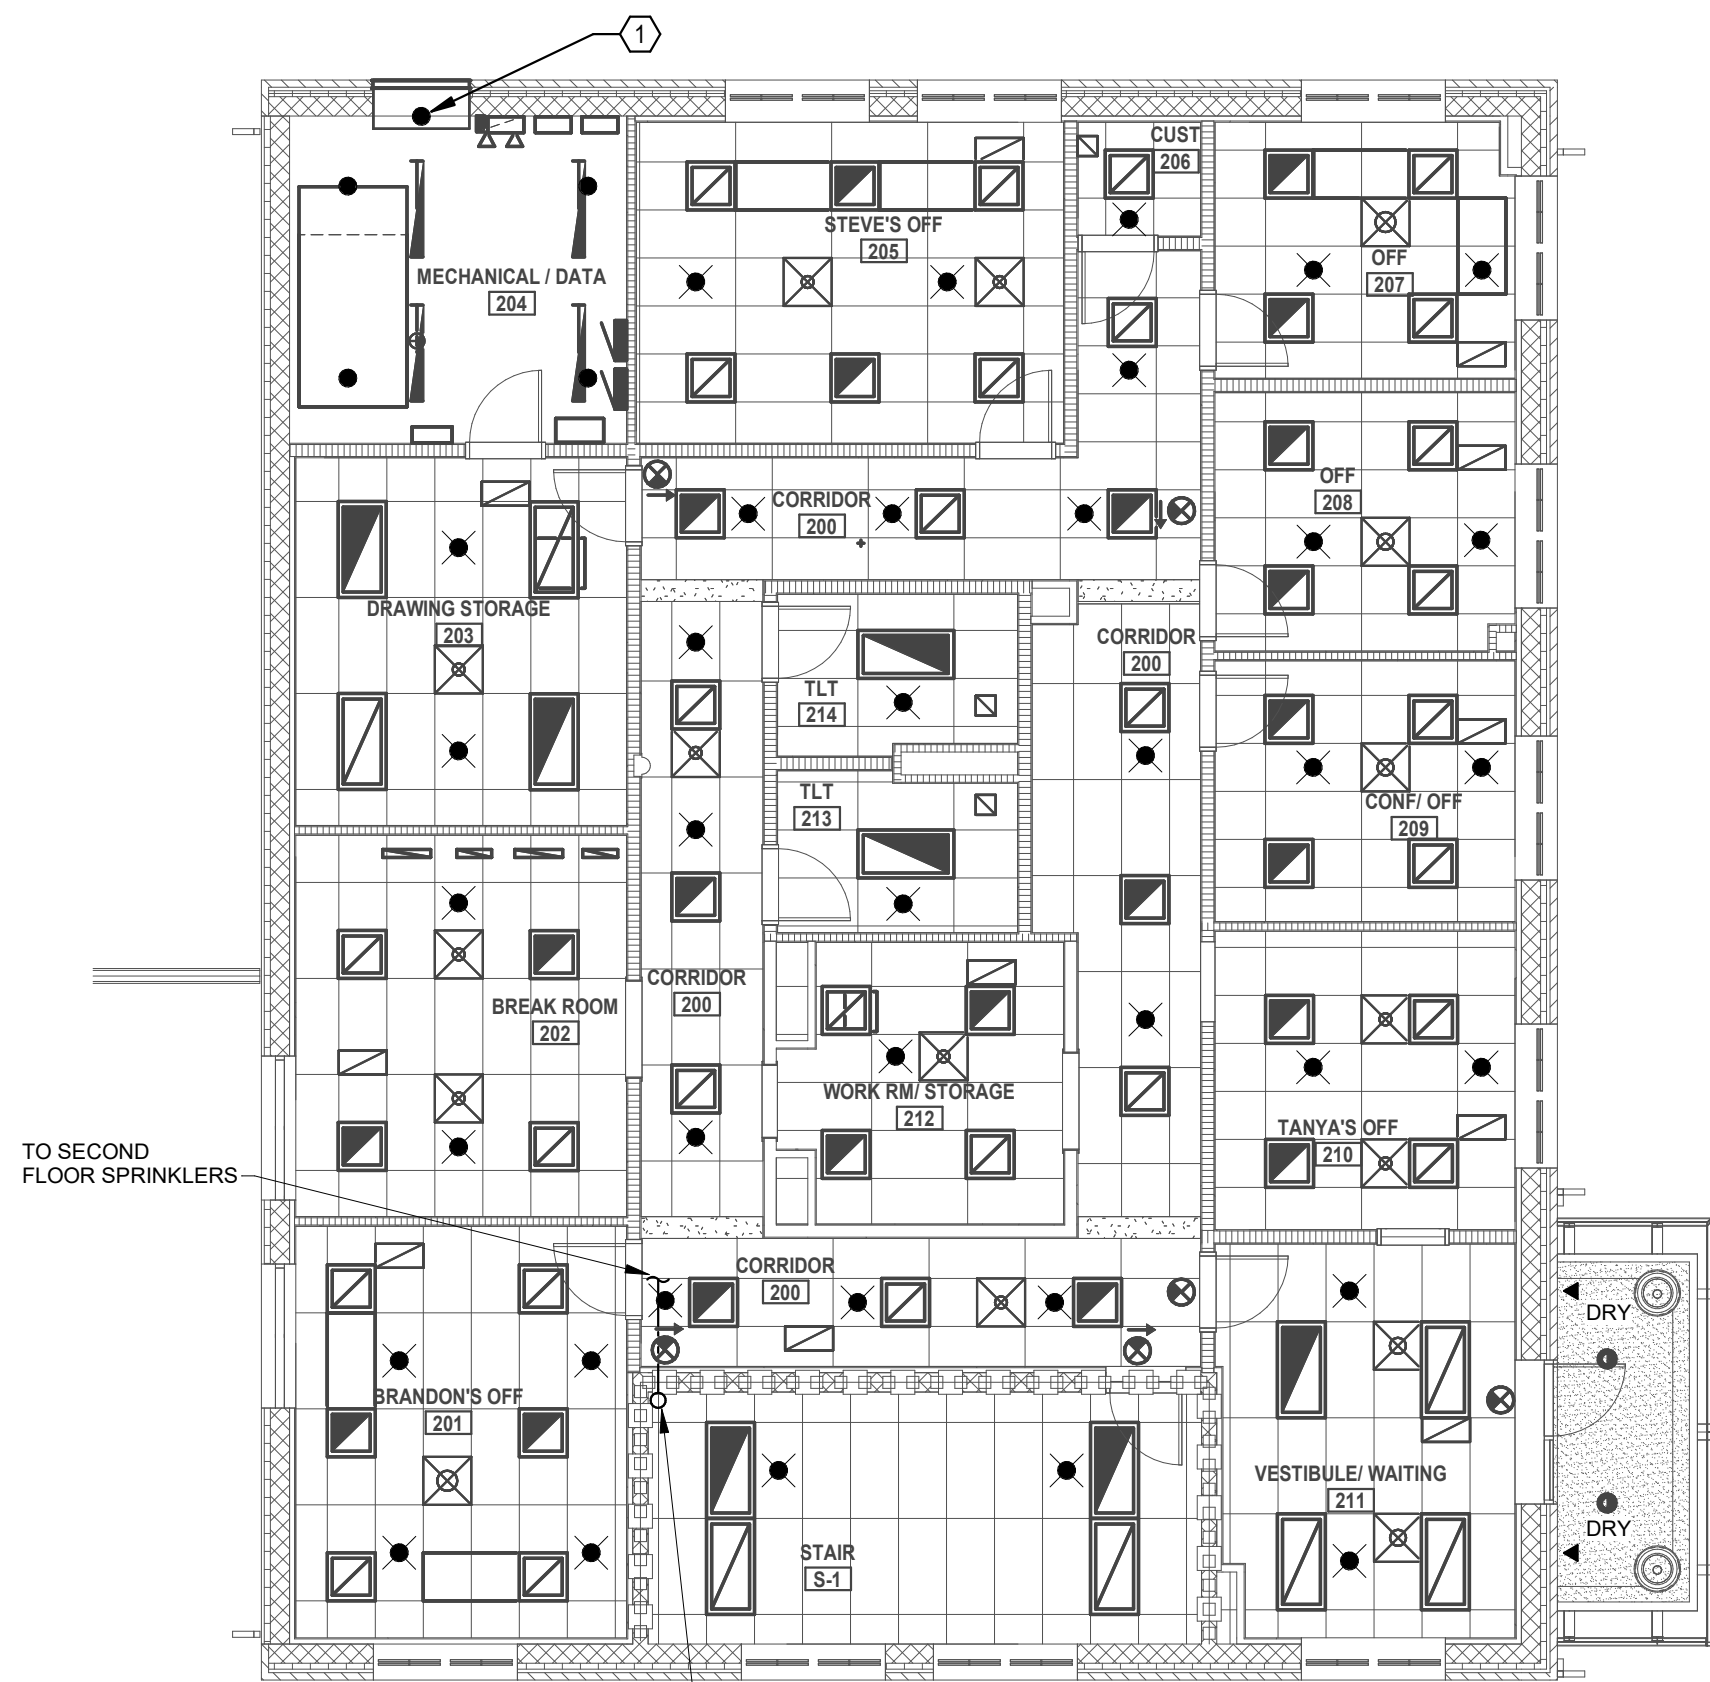 1
CUST
206
STEVE'S OFF
205
OFF
207
MECHANICAL / DATA
204
OFF
208
CORRIDOR
200
DRAWING STORAGE
203
CORRIDOR
200
TLT
214
TLT
213
CONF/ OFF
209
CORRIDOR
200
BREAK ROOM
202
WORK RM/ STORAGE
212
TANYA'S OFF
210
TO SECOND
FLOOR SPRINKLERS
CORRIDOR
200
DRY
BRANDON'S OFF
201
VESTIBULE/ WAITING
211
DRY
STAIR
S-1